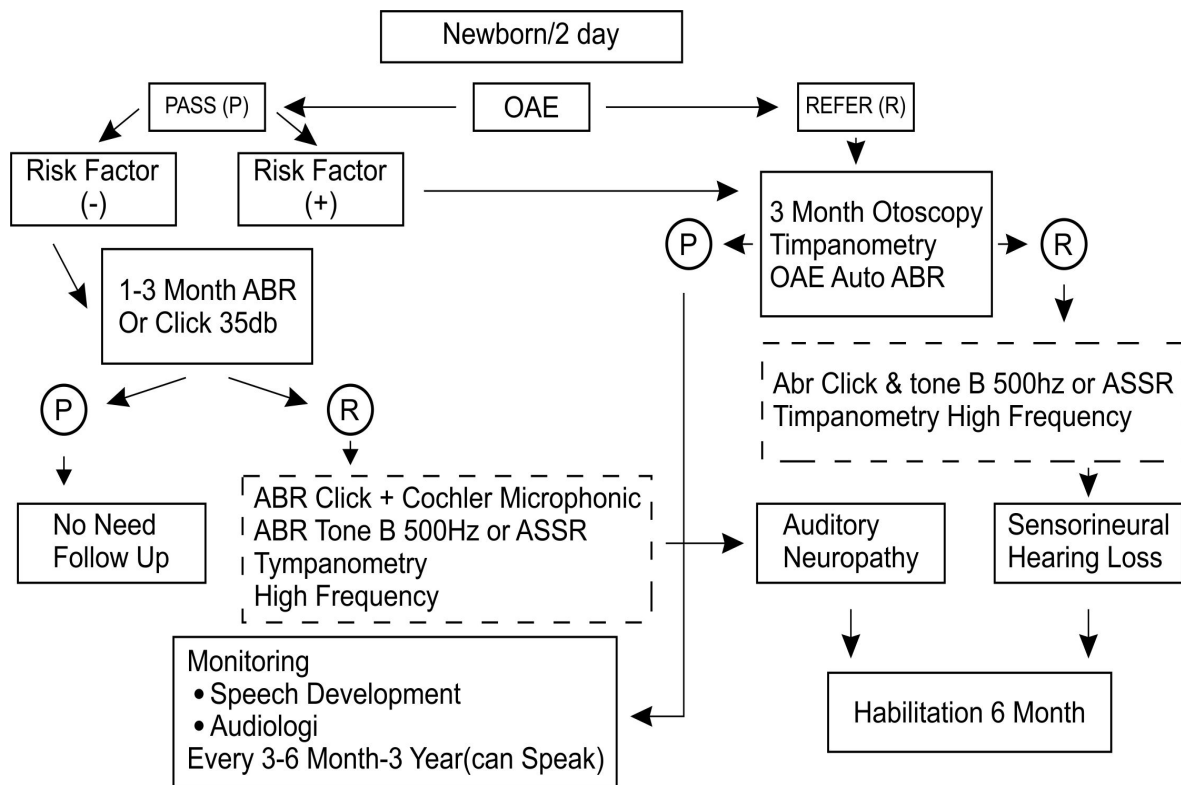 Newborn/2 day
PASS (P)
OAE
REFER (R)
Risk Factor
(-)
Risk Factor
(+)
3 Month Otoscopy
Timpanometry
OAE Auto ABR
P
R
1-3 Month ABR
Or Click 35db
P
R
Abr Click & tone B 500hz or ASSR
Timpanometry High Frequency
No Need
Follow Up
ABR Click + Cochler Microphonic
ABR Tone B 500Hz or ASSR
Tympanometry
High Frequency
Auditory
Neuropathy
Sensorineural
Hearing Loss
Monitoring
• Speech Development
• Audiologi
Every 3-6 Month-3 Year(can Speak)
Habilitation 6 Month